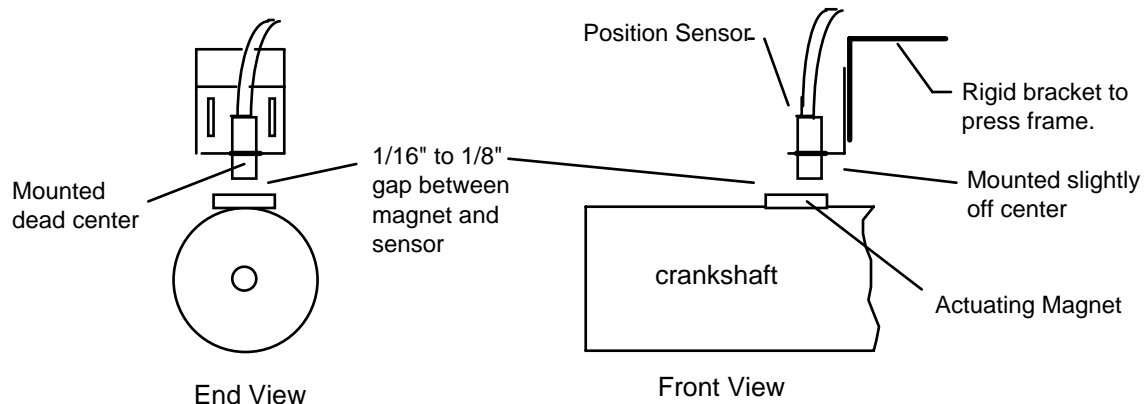 Position Sensor
Rigid bracket to
press frame.
1/16" to 1/8"
gap between
magnet and
sensor
Mounted
dead center
Mounted slightly
off center
crankshaft
Actuating Magnet
End View
Front View